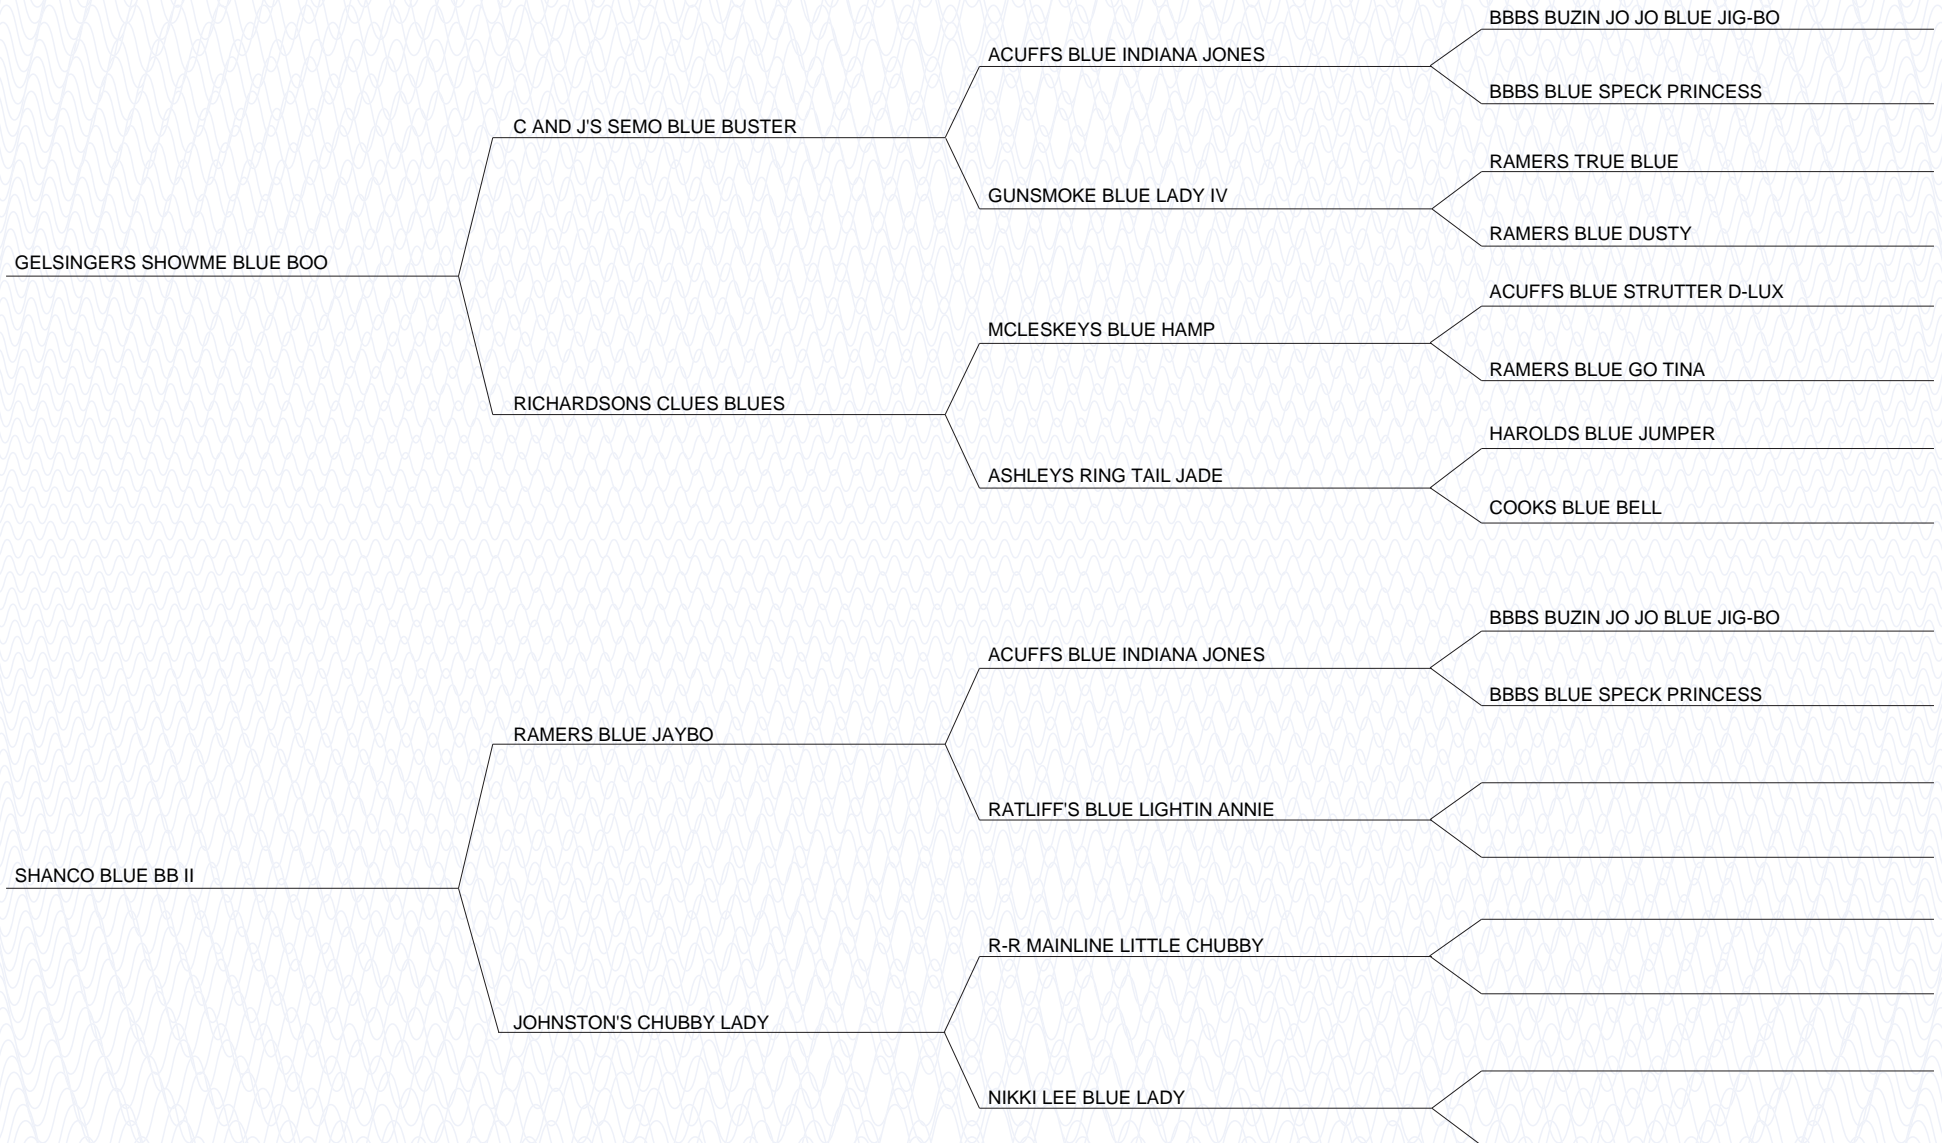 GELSINGERS SHOWME BLUE BOO
C AND J'S SEMO BLUE BUSTER
ACUFFS BLUE INDIANA JONES
BBBS BUZIN JO JO BLUE JIG-BO
BBBS BLUE SPECK PRINCESS
GUNSMOKE BLUE LADY IV
RAMERS TRUE BLUE
RAMERS BLUE DUSTY
RICHARDSONS CLUES BLUES
MCLESKEYS BLUE HAMP
ACUFFS BLUE STRUTTER D-LUX
RAMERS BLUE GO TINA
ASHLEYS RING TAIL JADE
HAROLDS BLUE JUMPER
COOKS BLUE BELL
SHANCO BLUE BB II
RAMERS BLUE JAYBO
ACUFFS BLUE INDIANA JONES
BBBS BUZIN JO JO BLUE JIG-BO
BBBS BLUE SPECK PRINCESS
RATLIFF'S BLUE LIGHTIN ANNIE
JOHNSTON'S CHUBBY LADY
R-R MAINLINE LITTLE CHUBBY
NIKKI LEE BLUE LADY